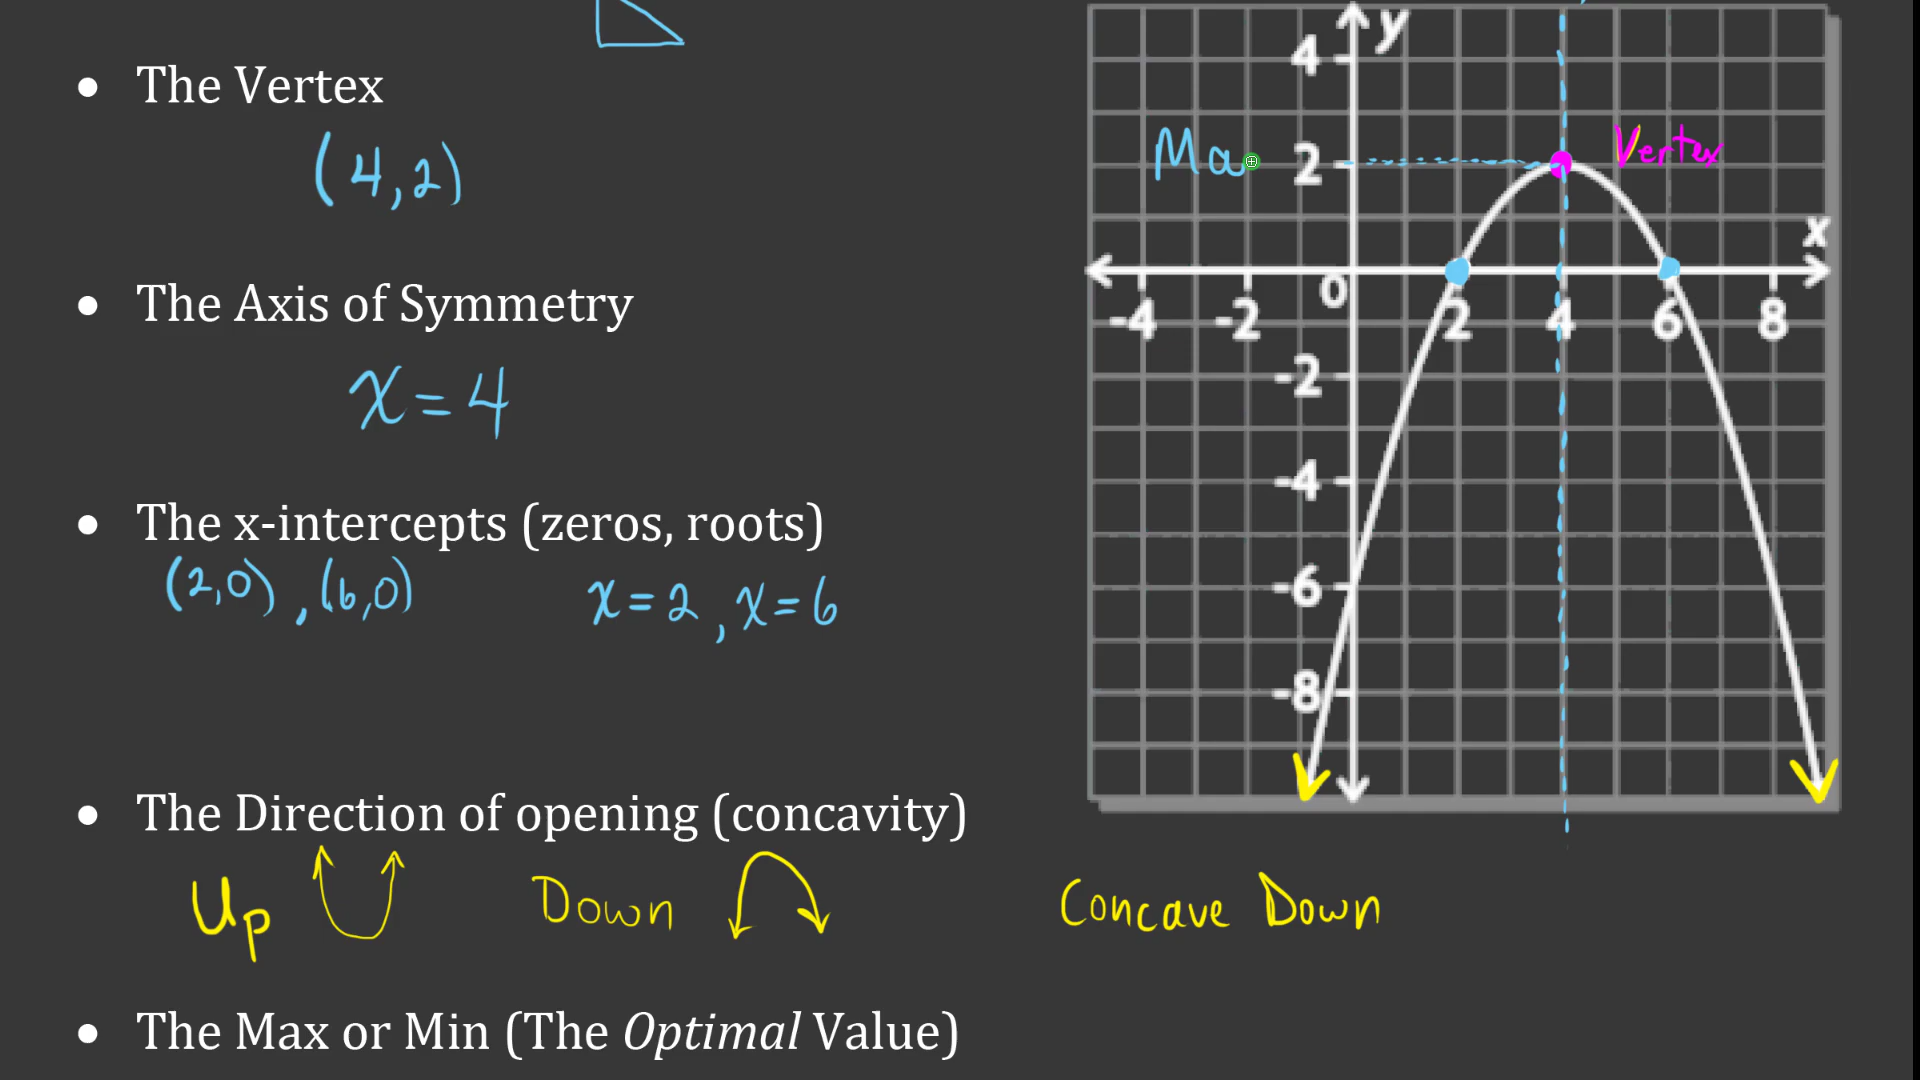 • The Vertex
(4,2)
• The Axis of Symmetry
x=4
• The x-intercepts (zeros, roots)
(2,0), (6,0) x=2, x=6
• The Direction of opening (concavity)
Up Down Concave Down
• The Max or Min (The Optimal Value)
y
4
Ma 2 Vertex
x
-4 -2 0 2 4 6 8
-2
-4
-6
-8